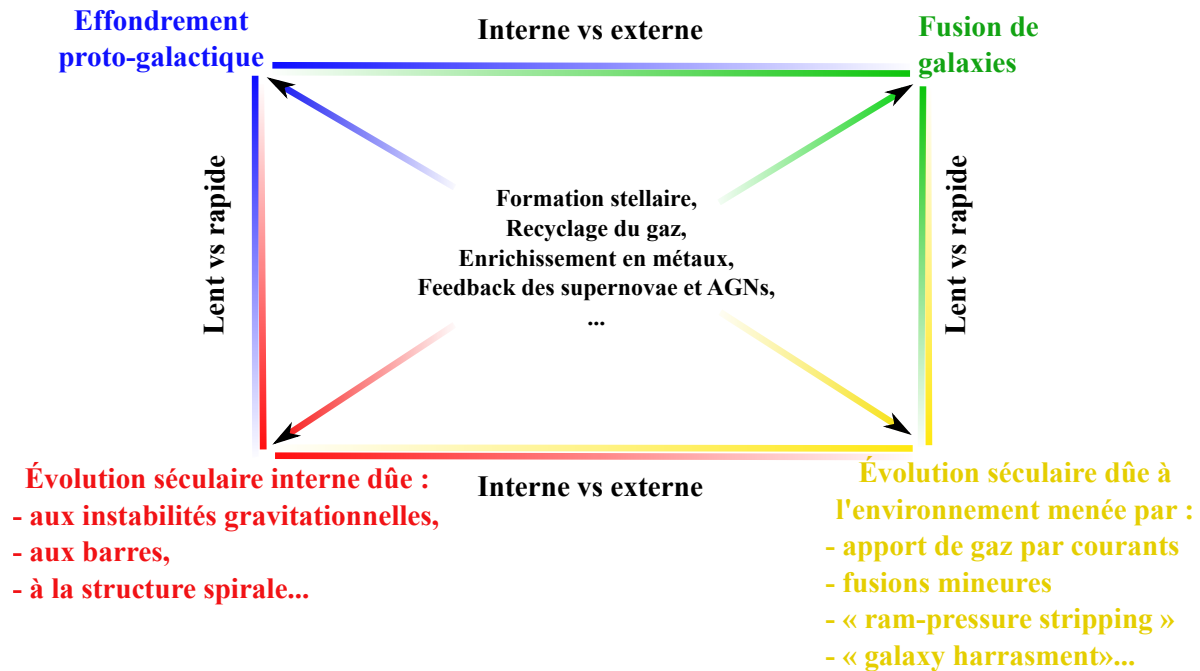 Effondrement
proto-galactique
Interne vs externe
Fusion de
galaxies
Lent vs rapide
Formation stellaire,
Recyclage du gaz,
Enrichissement en métaux,
Feedback des supernovae et AGNs,
...
Lent vs rapide
Évolution séculaire interne dûe :
- aux instabilités gravitationnelles,
- aux barres,
- à la structure spirale...
Interne vs externe
Évolution séculaire dûe à
l'environnement menée par :
- apport de gaz par courants
- fusions mineures
- « ram-pressure stripping »
- « galaxy harrasment»...